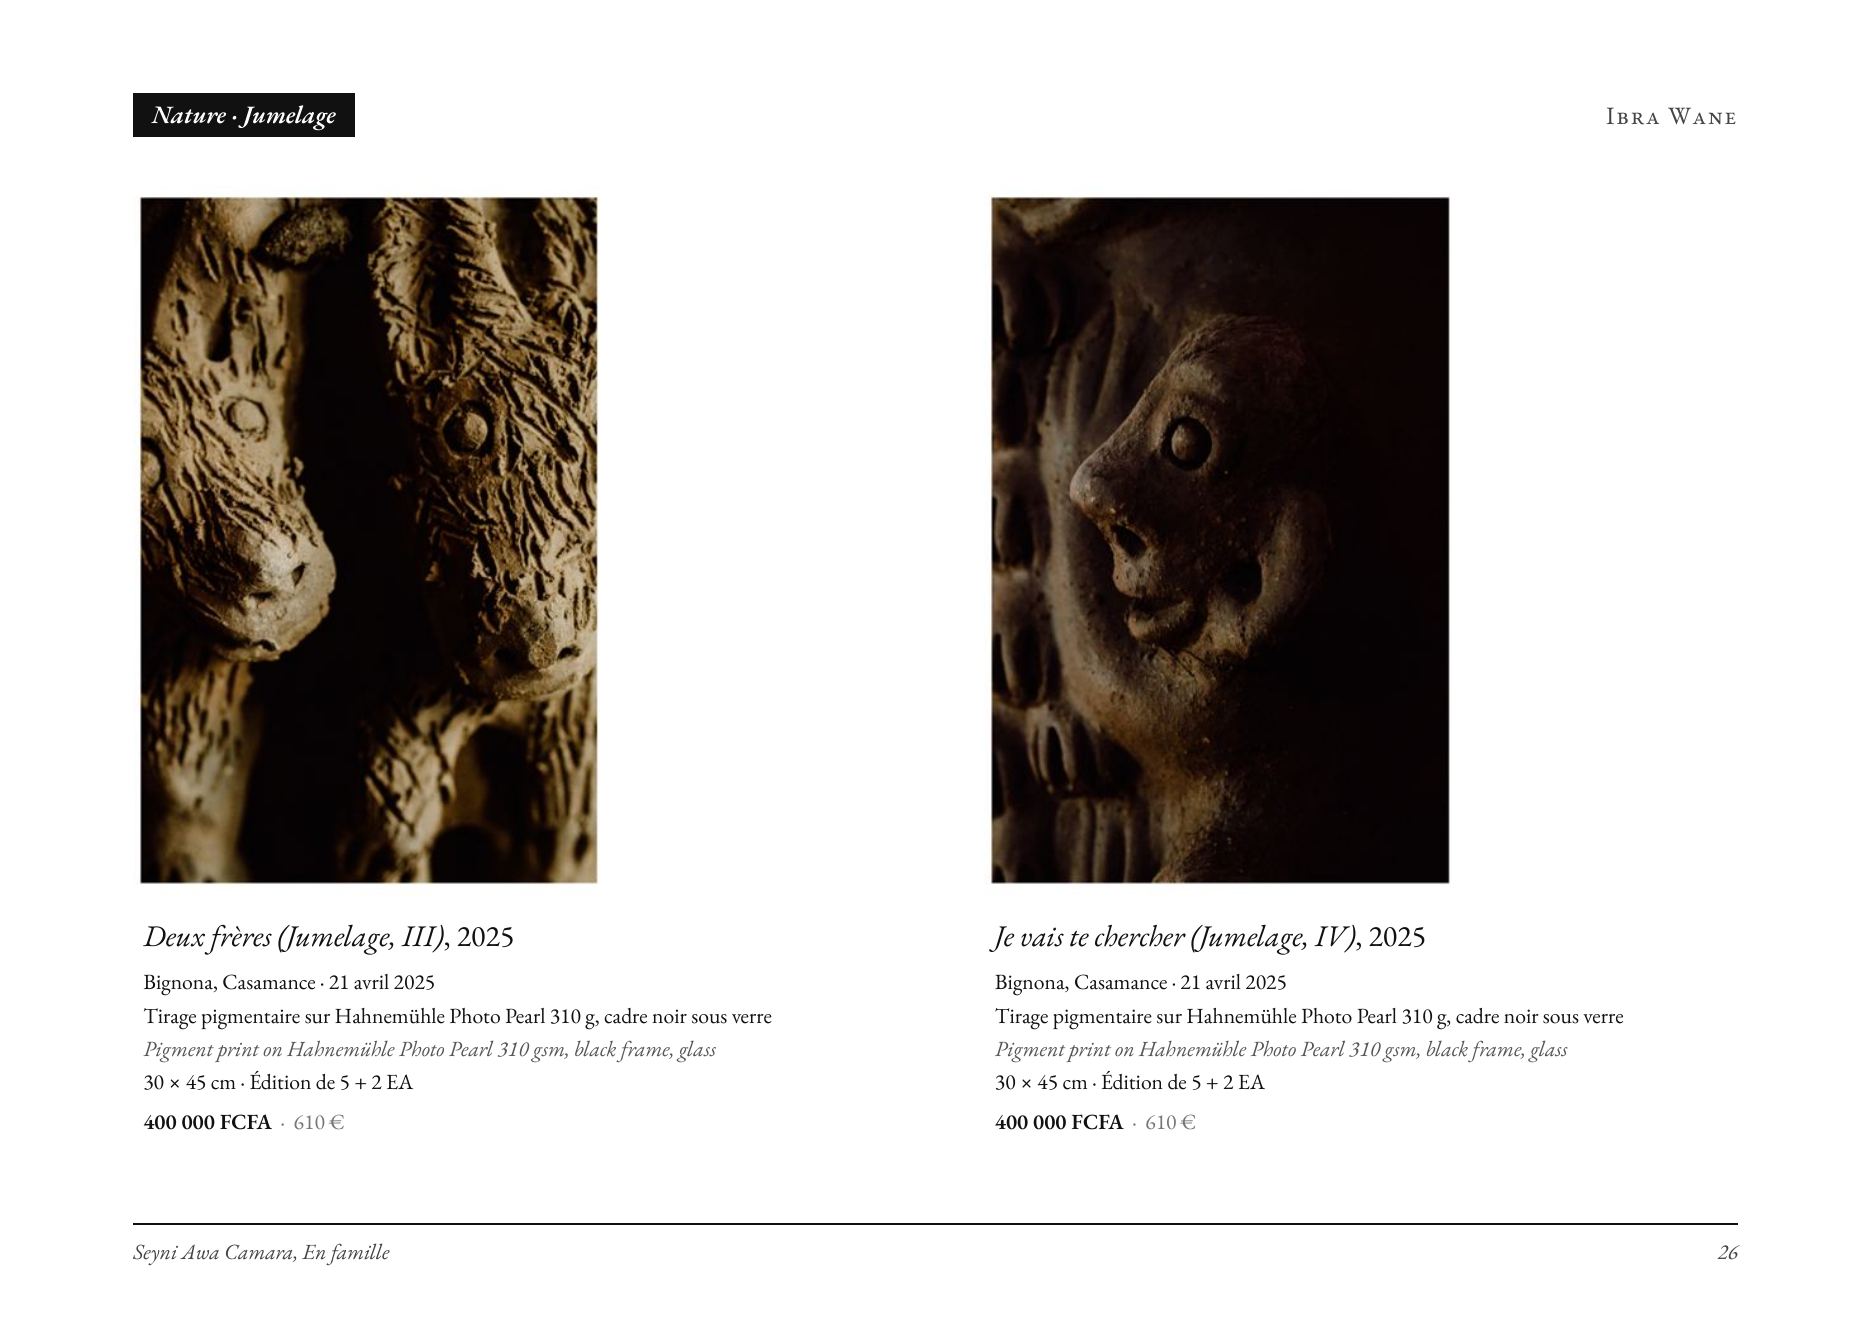 Nature · Jumelage
Ibra Wane
Deux frères (Jumelage, III), 2025
Bignona, Casamance · 21 avril 2025
Tirage pigmentaire sur Hahnemühle Photo Pearl 310 g, cadre noir sous verre
Pigment print on Hahnemühle Photo Pearl 310 gsm, black frame, glass
30 × 45 cm · Édition de 5 + 2 EA
400 000 FCFA · 610 €
Je vais te chercher (Jumelage, IV), 2025
Bignona, Casamance · 21 avril 2025
Tirage pigmentaire sur Hahnemühle Photo Pearl 310 g, cadre noir sous verre
Pigment print on Hahnemühle Photo Pearl 310 gsm, black frame, glass
30 × 45 cm · Édition de 5 + 2 EA
400 000 FCFA · 610 €
Seyni Awa Camara, En famille
26